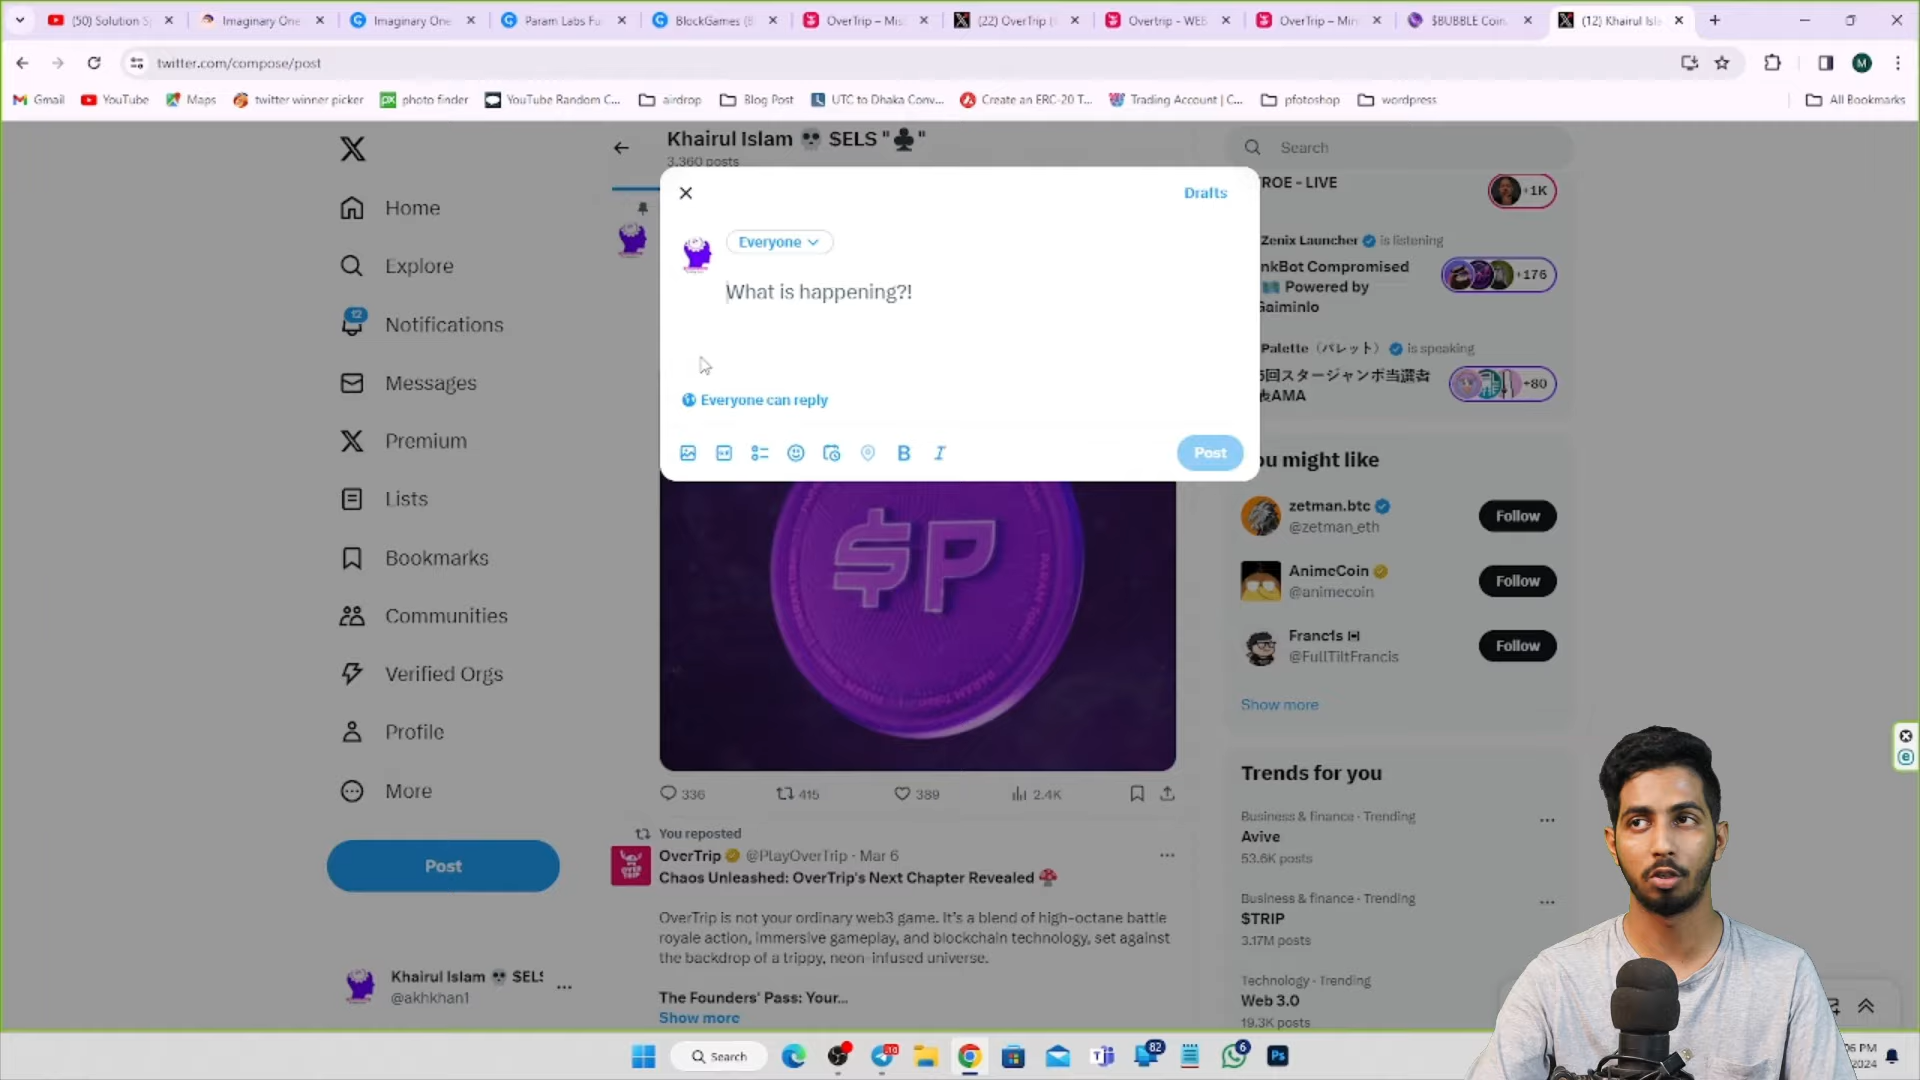 (50) Solution S
Imaginary One
Imaginary One
Param Labs Fu
BlockGames (B
OverTrip – Mis
(22) OverTrip (
Overtrip - WEB
OverTrip – Min
$BUBBLE Coin
(12) Khairul Isl
twitter.com/compose/post
M
Gmail
YouTube
Maps
twitter winner picker
photo finder
YouTube Random C...
airdrop
Blog Post
UTC to Dhaka Conv...
Create an ERC-20 T...
Trading Account | C...
pfotoshop
wordpress
All Bookmarks
Home
Explore
12
Notifications
Messages
Premium
Lists
Bookmarks
Communities
Verified Orgs
Profile
More
Post
Khairul Islam 💀 SELS
@akhkhan1
Khairul Islam 💀 SELS "♣"
3,360 posts
Drafts
Everyone
What is happening?!
Everyone can reply
B
I
Post
$P
336
415
389
2.4K
You reposted
OverTrip @PlayOverTrip · Mar 6
Chaos Unleashed: OverTrip's Next Chapter Revealed 🍄
OverTrip is not your ordinary web3 game. It's a blend of high-octane battle
royale action, immersive gameplay, and blockchain technology, set against
the backdrop of a trippy, neon-infused universe.
The Founders' Pass: Your...
Show more
Search
ROE - LIVE
+1K
Zenix Launcher is listening
nkBot Compromised
Powered by
Gaiminlo
+176
Palette（パレット） is speaking
回スタージャンボ当選者
表AMA
+80
ou might like
zetman.btc
@zetman_eth
Follow
AnimeCoin
@animecoin
Follow
Francis
@FullTiltFrancis
Follow
Show more
Trends for you
Business & finance · Trending
Avive
53.6K posts
Business & finance · Trending
$TRIP
3.17M posts
Technology · Trending
Web 3.0
19.3K posts
Search
82
6
Ps
06 PM
2024